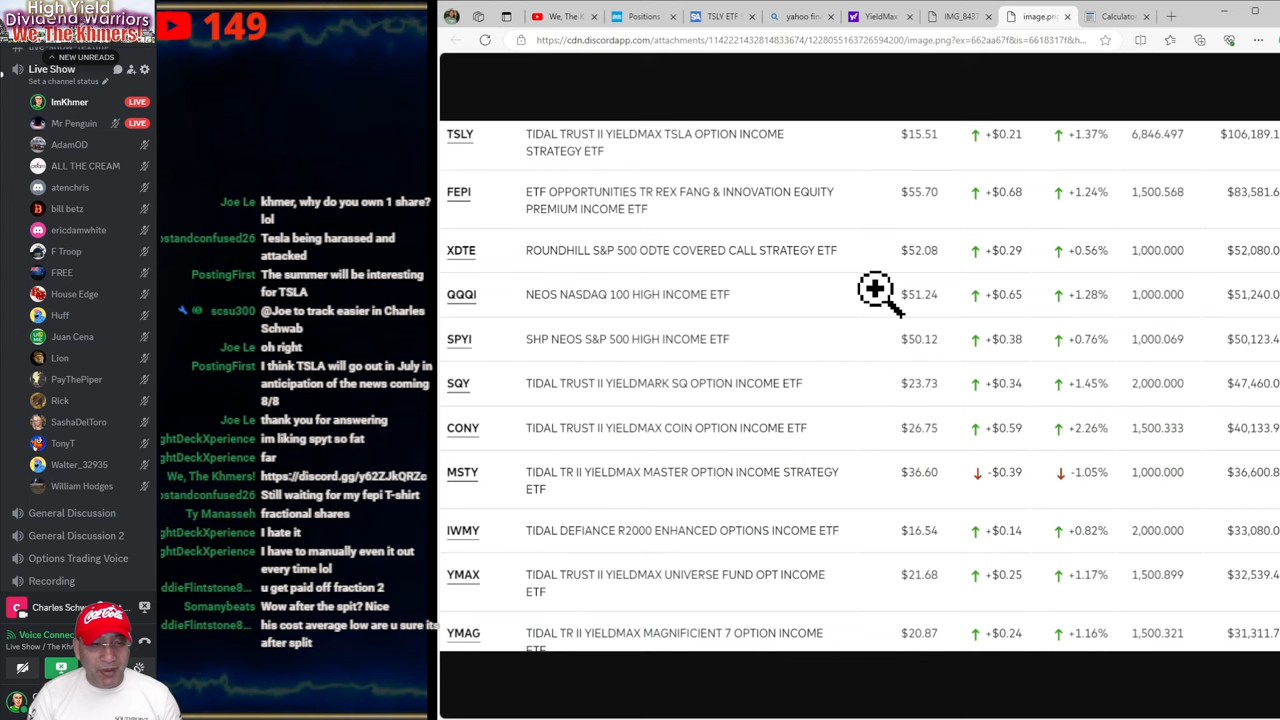 High Yield
Dividend Warriors
We, The Khmers!
NEW UNREADS
Live Show
Set a channel status
ImKhmer LIVE
Mr Penguin LIVE
AdamOD
ALL THE CREAM
atenchris
bill betz
ericdamwhite
F Troop
FREE
House Edge
Huff
Juan Cena
Lion
PayThePiper
Rick
SashaDelToro
TonyT
Walter_32935
William Hodges
General Discussion
General Discussion 2
Options Trading Voice
Recording
Charles Schw
Voice Connec
Live Show / The Khm
149
Joe Le khmer, why do you own 1 share?
lol
ostandconfused26 Tesla being harassed and
attacked
PostingFirst The summer will be interesting
for TSLA
scsu300 @Joe to track easier in Charles
Schwab
Joe Le oh right
PostingFirst I think TSLA will go out in July in
anticipation of the news coming
8/8
Joe Le thank you for answering
ghtDeckXperience im liking spyt so fat
ghtDeckXperience far
We, The Khmers! https://discord.gg/y62ZJkQRZc
ostandconfused26 Still waiting for my fepi T-shirt
Ty Manasseh fractional shares
ghtDeckXperience I hate it
ghtDeckXperience I have to manually even it out
every time lol
ddieFlintstone8... u get paid off fraction 2
Somanybeats Wow after the spit? Nice
ddieFlintstone8... his cost average low are u sure its
after split
We, The K
Positions
TSLY ETF
yahoo fin
YieldMax
IMG_8437
image.png
Calculator
https://cdn.discordapp.com/attachments/1142221432814833674/1228055163726594200/image.png?ex=662aa67f&is=6618317f&h...
TSLY TIDAL TRUST II YIELDMAX TSLA OPTION INCOME $15.51 +$0.21 +1.37% 6,846.497 $106,189.1
STRATEGY ETF
FEPI ETF OPPORTUNITIES TR REX FANG & INNOVATION EQUITY $55.70 +$0.68 +1.24% 1,500.568 $83,581.6
PREMIUM INCOME ETF
XDTE ROUNDHILL S&P 500 ODTE COVERED CALL STRATEGY ETF $52.08 +$0.29 +0.56% 1,000.000 $52,080.0
QQQI NEOS NASDAQ 100 HIGH INCOME ETF $51.24 +$0.65 +1.28% 1,000.000 $51,240.0
SPYI SHP NEOS S&P 500 HIGH INCOME ETF $50.12 +$0.38 +0.76% 1,000.069 $50,123.4
SQY TIDAL TRUST II YIELDMARK SQ OPTION INCOME ETF $23.73 +$0.34 +1.45% 2,000.000 $47,460.0
CONY TIDAL TRUST II YIELDMAX COIN OPTION INCOME ETF $26.75 +$0.59 +2.26% 1,500.333 $40,133.9
MSTY TIDAL TR II YIELDMAX MASTER OPTION INCOME STRATEGY $36.60 -$0.39 -1.05% 1,000.000 $36,600.8
ETF
IWMY TIDAL DEFIANCE R2000 ENHANCED OPTIONS INCOME ETF $16.54 +$0.14 +0.82% 2,000.000 $33,080.0
YMAX TIDAL TRUST II YIELDMAX UNIVERSE FUND OPT INCOME $21.68 +$0.25 +1.17% 1,500.899 $32,539.4
ETF
YMAG TIDAL TR II YIELDMAX MAGNIFICIENT 7 OPTION INCOME $20.87 +$0.24 +1.16% 1,500.321 $31,311.7
ETF
Coca-Cola